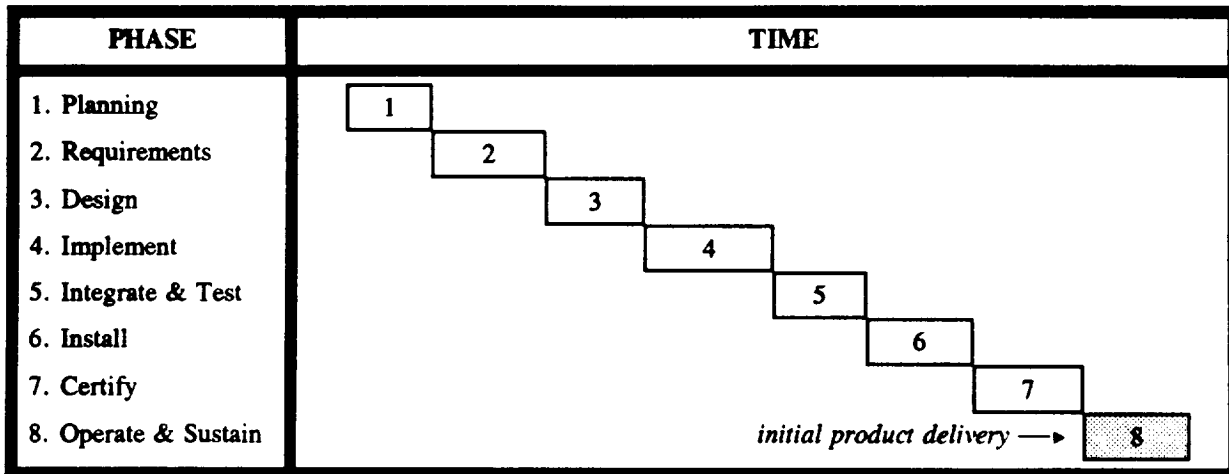 PHASE TIME
1. Planning 1
2. Requirements 2
3. Design 3
4. Implement 4
5. Integrate & Test 5
6. Install 6
7. Certify 7
8. Operate & Sustain initial product delivery → 8